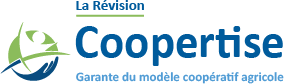 La Révision
Coopertise
Garante du modèle coopératif agricole